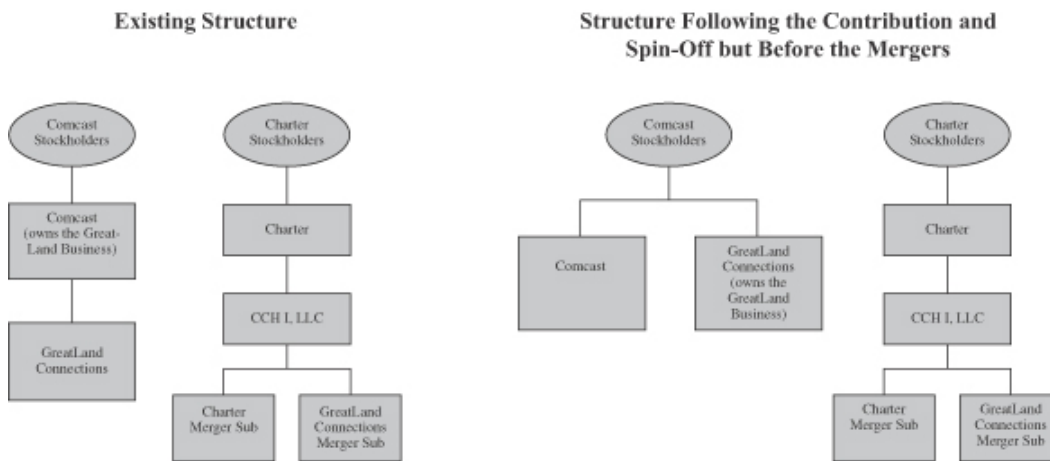 Existing Structure
Comcast
Stockholders
Charter
Stockholders
Comcast
(owns the Great-
Land Business)
Charter
GreatLand
Connections
CCH I, LLC
Charter
Merger Sub
GreatLand
Connections
Merger Sub
Structure Following the Contribution and
Spin-Off but Before the Mergers
Comcast
Stockholders
Charter
Stockholders
Comcast
GreatLand
Connections
(owns the
GreatLand
Business)
Charter
CCH I, LLC
Charter
Merger Sub
GreatLand
Connections
Merger Sub